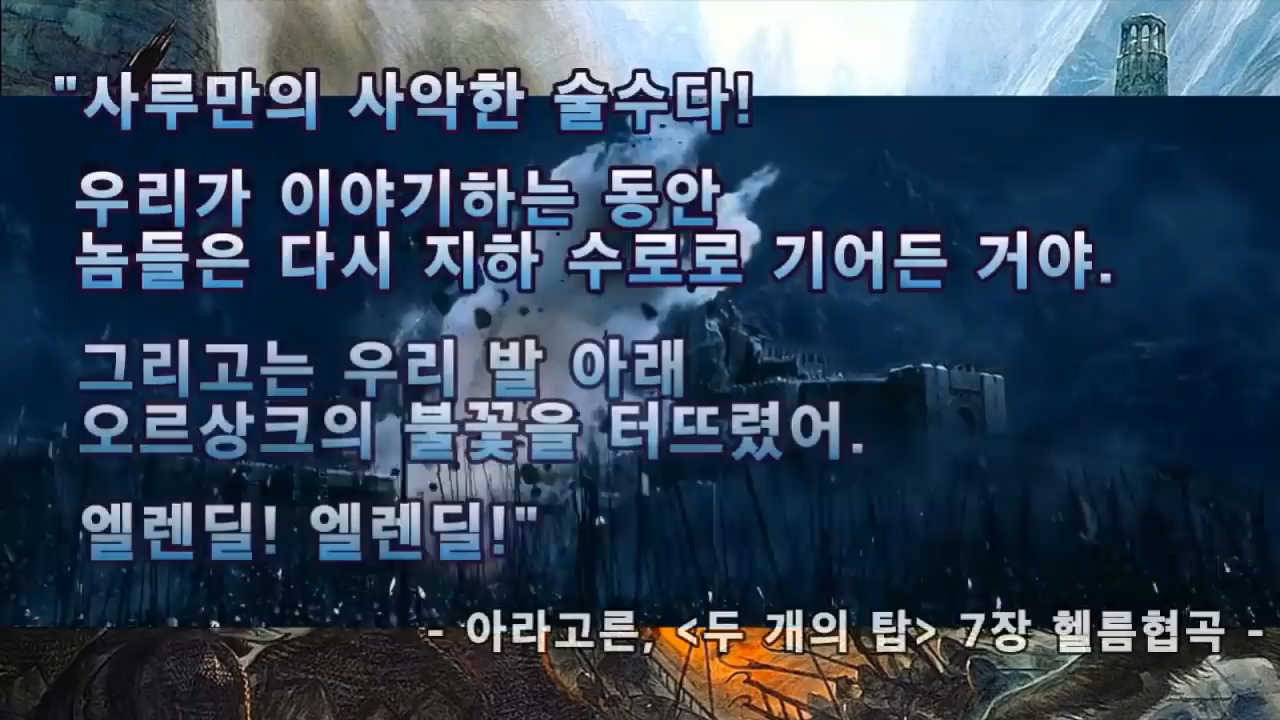 "사루만의 사악한 술수다!
우리가 이야기하는 동안
놈들은 다시 지하 수로로 기어든 거야.
그리고는 우리 발 아래
오르상크의 불꽃을 터뜨렸어.
엘렌딜! 엘렌딜!"
- 아라고른, <두 개의 탑> 7장 헬름협곡 -